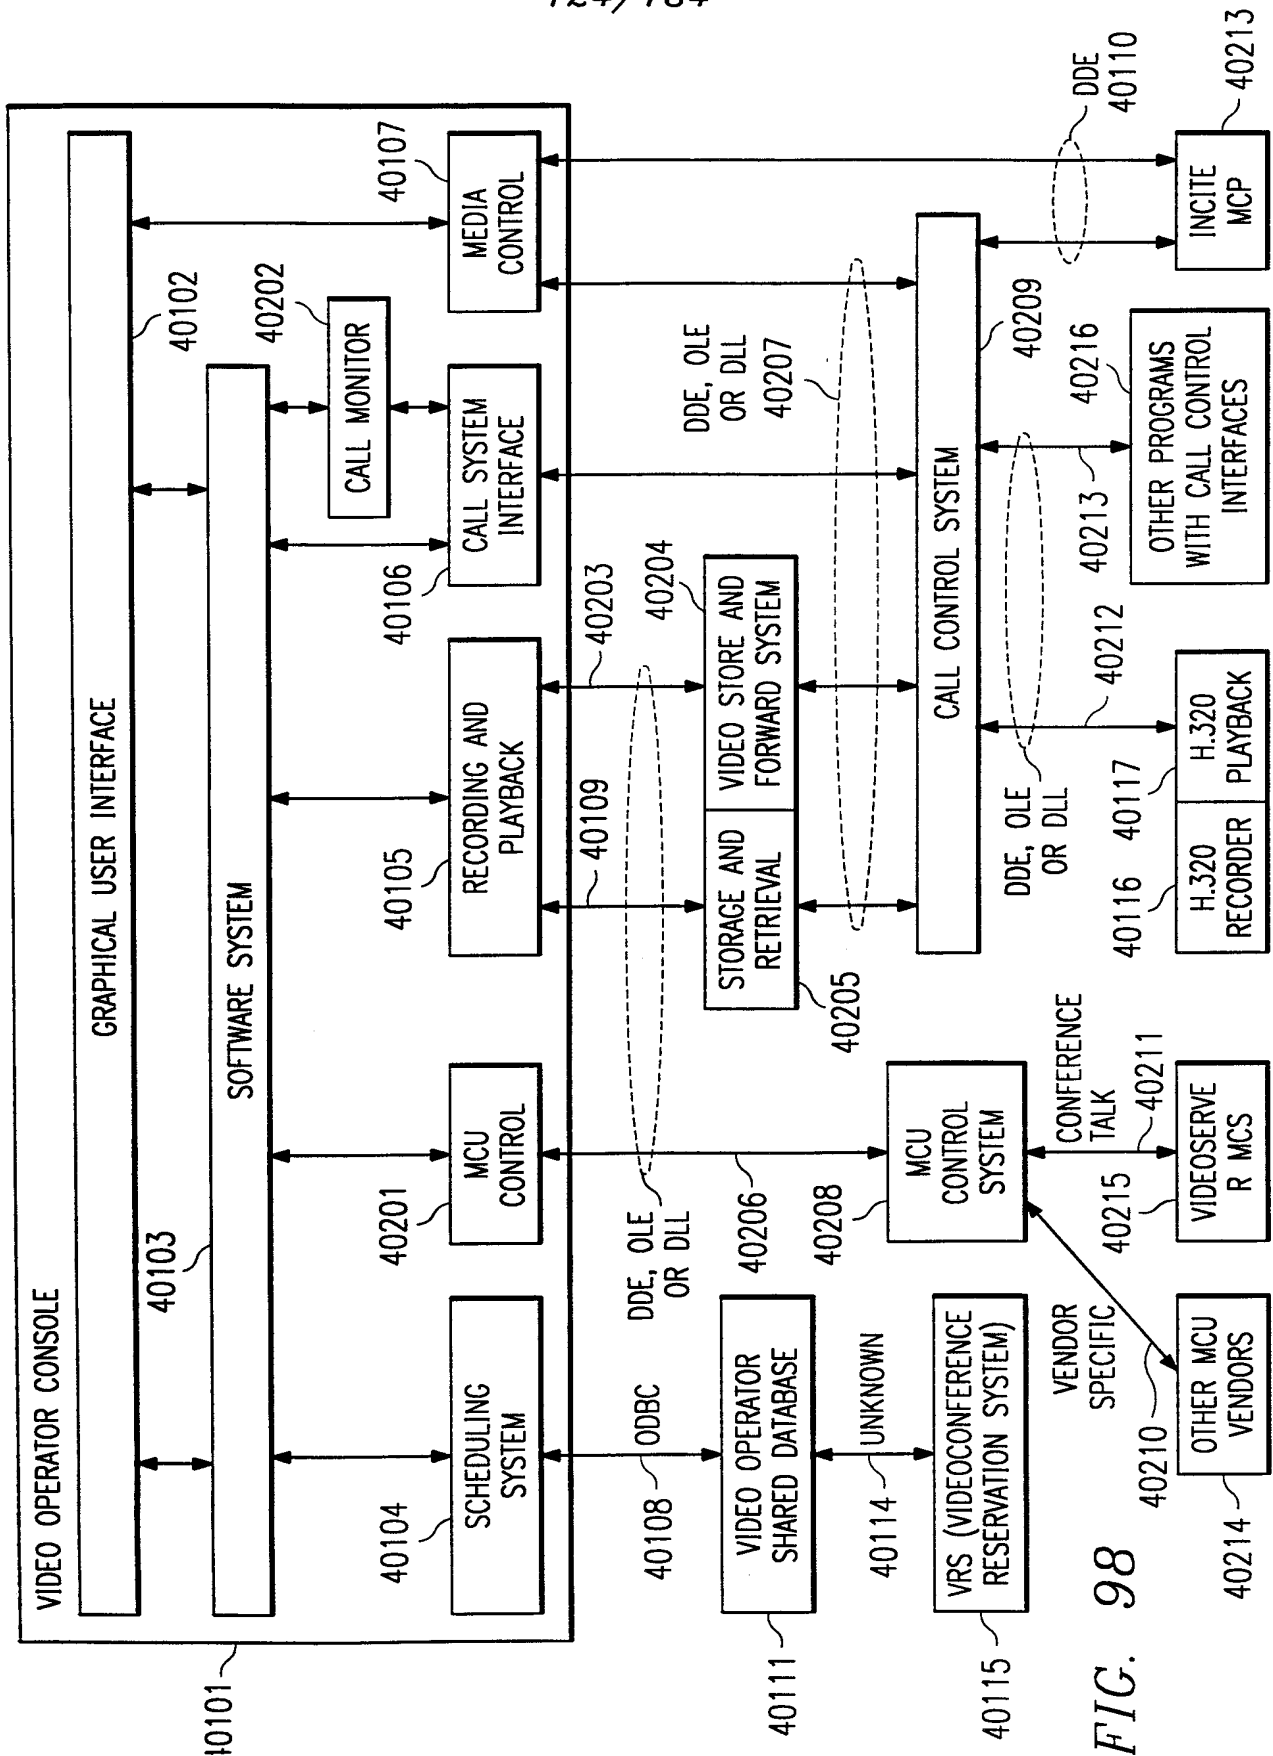 VIDEO OPERATOR CONSOLE
40101
GRAPHICAL USER INTERFACE
40102
40103
SOFTWARE SYSTEM
40202
CALL MONITOR
40104
SCHEDULING
SYSTEM
40201
MCU
CONTROL
40105
RECORDING AND
PLAYBACK
40106
CALL SYSTEM
INTERFACE
40107
MEDIA
CONTROL
40108
ODBC
DDE, OLE
OR DLL
40109
40203
40206
DDE, OLE
OR DLL
40207
40111
VIDEO OPERATOR
SHARED DATABASE
40205
STORAGE AND
RETRIEVAL
VIDEO STORE AND
FORWARD SYSTEM
40204
40114
UNKNOWN
40208
MCU
CONTROL
SYSTEM
CALL CONTROL SYSTEM
40209
40115
VRS (VIDEOCONFERENCE
RESERVATION SYSTEM)
VENDOR
SPECIFIC
40210
CONFERENCE
TALK
40211
DDE, OLE
OR DLL
40212
40213
DDE
40110
40214
OTHER MCU
VENDORS
40215
VIDEOSERVE
R MCS
40116
H.320
RECORDER
40117
H.320
PLAYBACK
40216
OTHER PROGRAMS
WITH CALL CONTROL
INTERFACES
INCITE
MCP
40213
FIG. 98